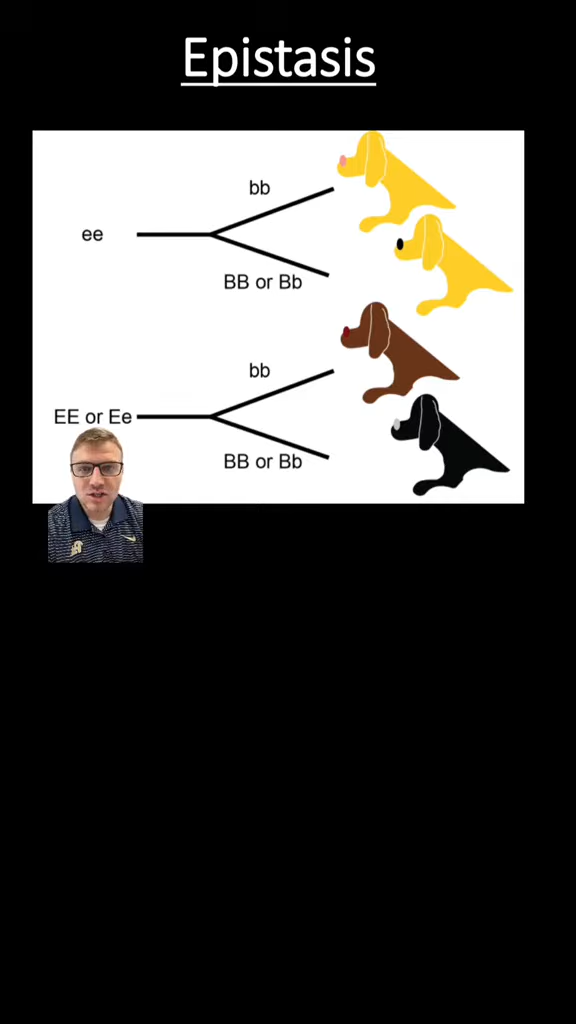 Epistasis
bb
ee
BB or Bb
bb
EE or Ee
BB or Bb